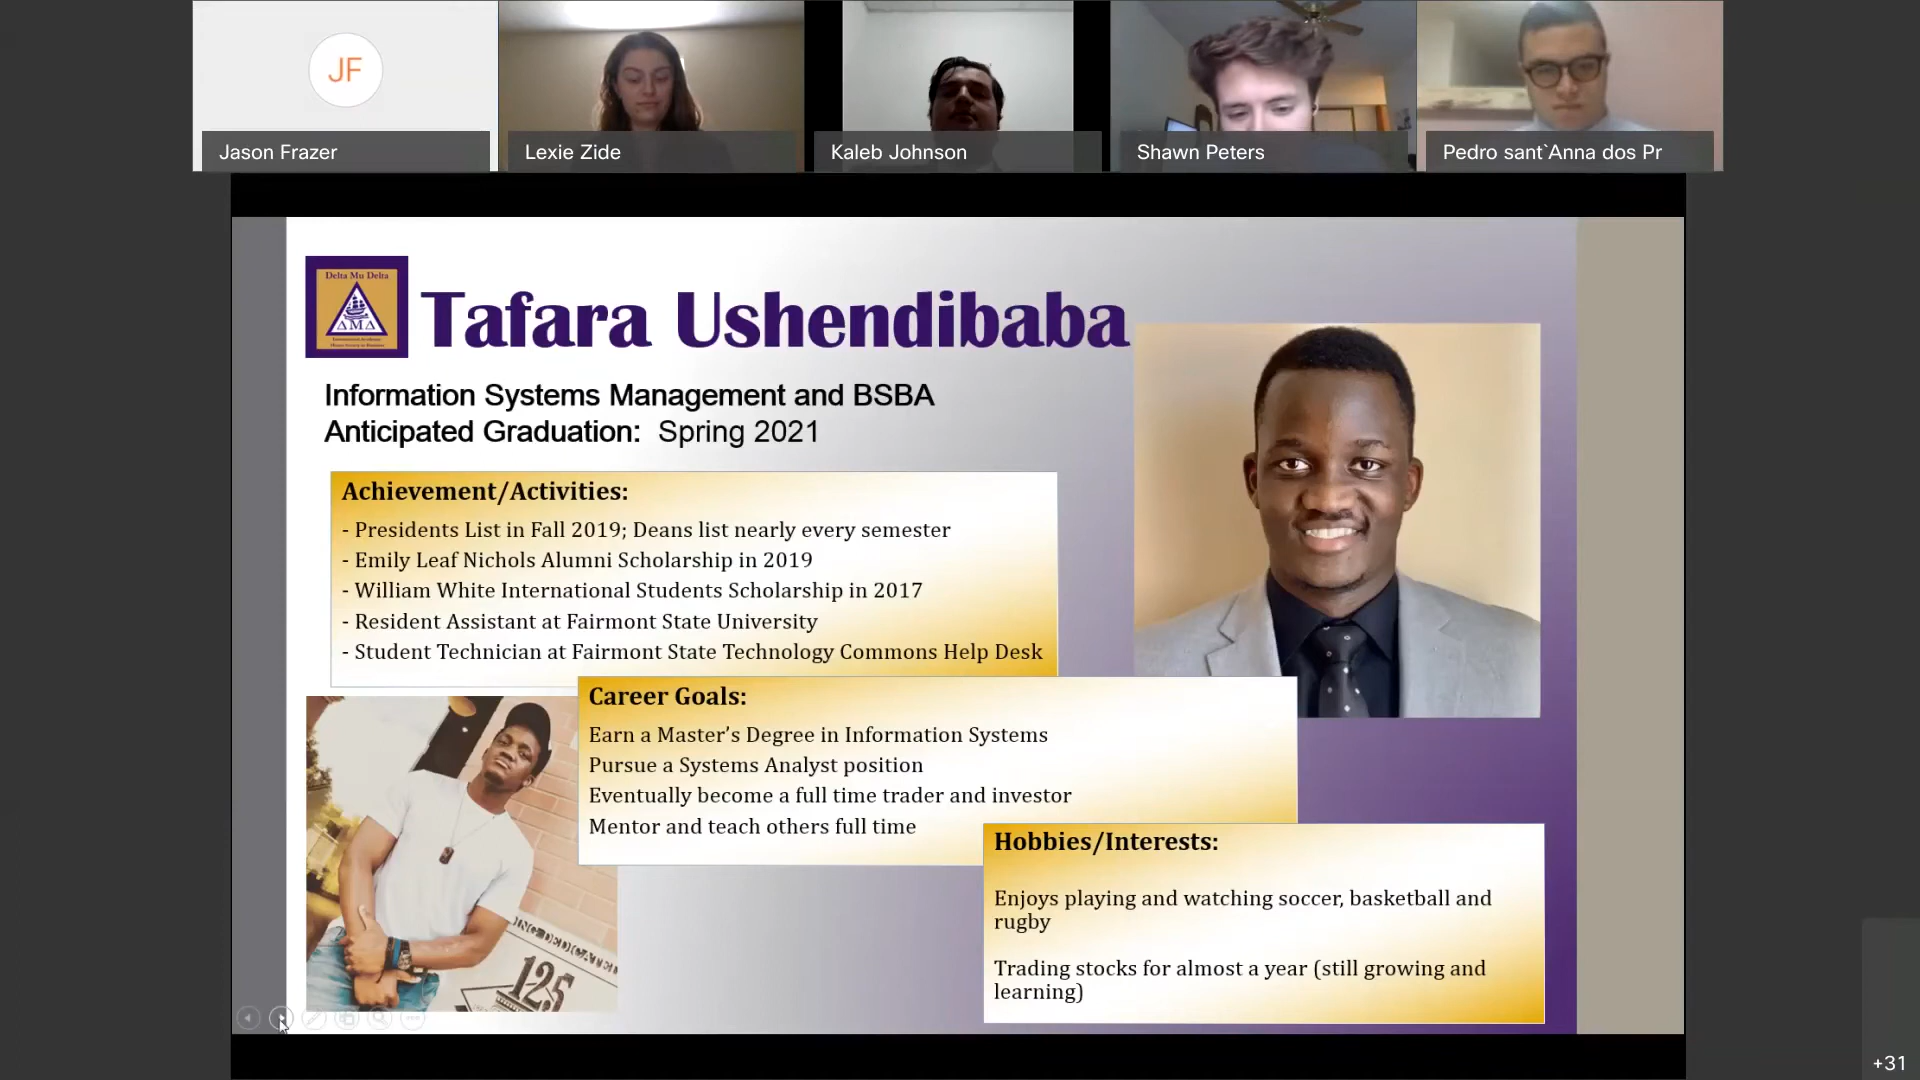 JF
Jason Frazer
Lexie Zide
Kaleb Johnson
Shawn Peters
Pedro sant`Anna dos Pr
Delta Mu Delta
ΔΜΔ
Tafara Ushendibaba
Information Systems Management and BSBA
Anticipated Graduation: Spring 2021
Achievement/Activities:
- Presidents List in Fall 2019; Deans list nearly every semester
- Emily Leaf Nichols Alumni Scholarship in 2019
- William White International Students Scholarship in 2017
- Resident Assistant at Fairmont State University
- Student Technician at Fairmont State Technology Commons Help Desk
Career Goals:
Earn a Master’s Degree in Information Systems
Pursue a Systems Analyst position
Eventually become a full time trader and investor
Mentor and teach others full time
Hobbies/Interests:
Enjoys playing and watching soccer, basketball and
rugby
Trading stocks for almost a year (still growing and
learning)
125
+31